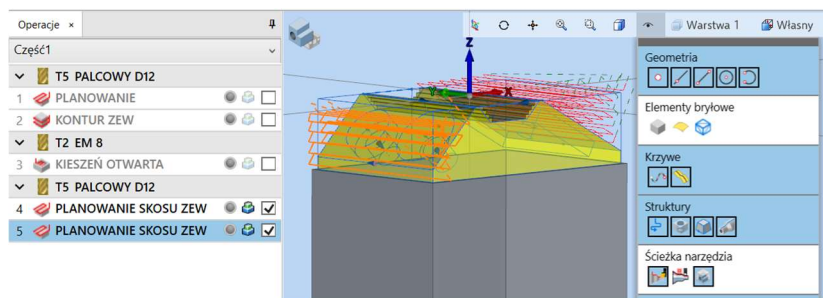 Operacje ×
Warstwa 1 Własny
Część1
T5 PALCOWY D12
1 PLANOWANIE
2 KONTUR ZEW
T2 EM 8
3 KIESZEŃ OTWARTA
T5 PALCOWY D12
4 PLANOWANIE SKOSU ZEW
5 PLANOWANIE SKOSU ZEW
Z
Y
X
Geometria
Elementy bryłowe
Krzywe
Struktury
Ścieżka narzędzia